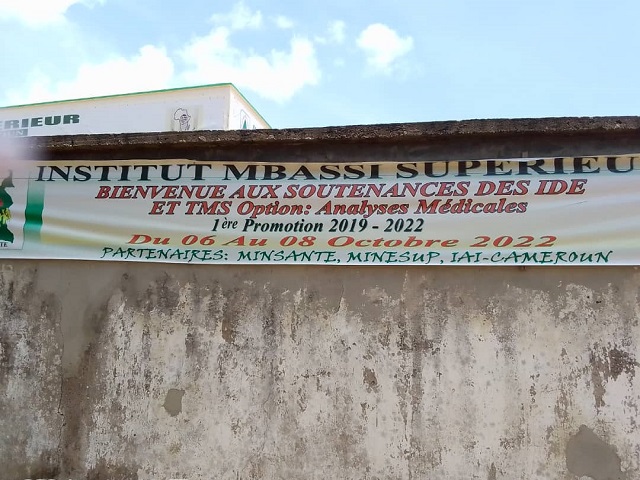 ERIEUR
INSTITUT MBASSI SUPERIEU
BIENVENUE AUX SOUTENANCES DES IDE
ET TMS Option: Analyses Médicales
1ère Promotion 2019 - 2022
Du 06 Au 08 Octobre 2022
PARTENAIRES: MINSANTE, MINESUP, IAI-CAMEROUN